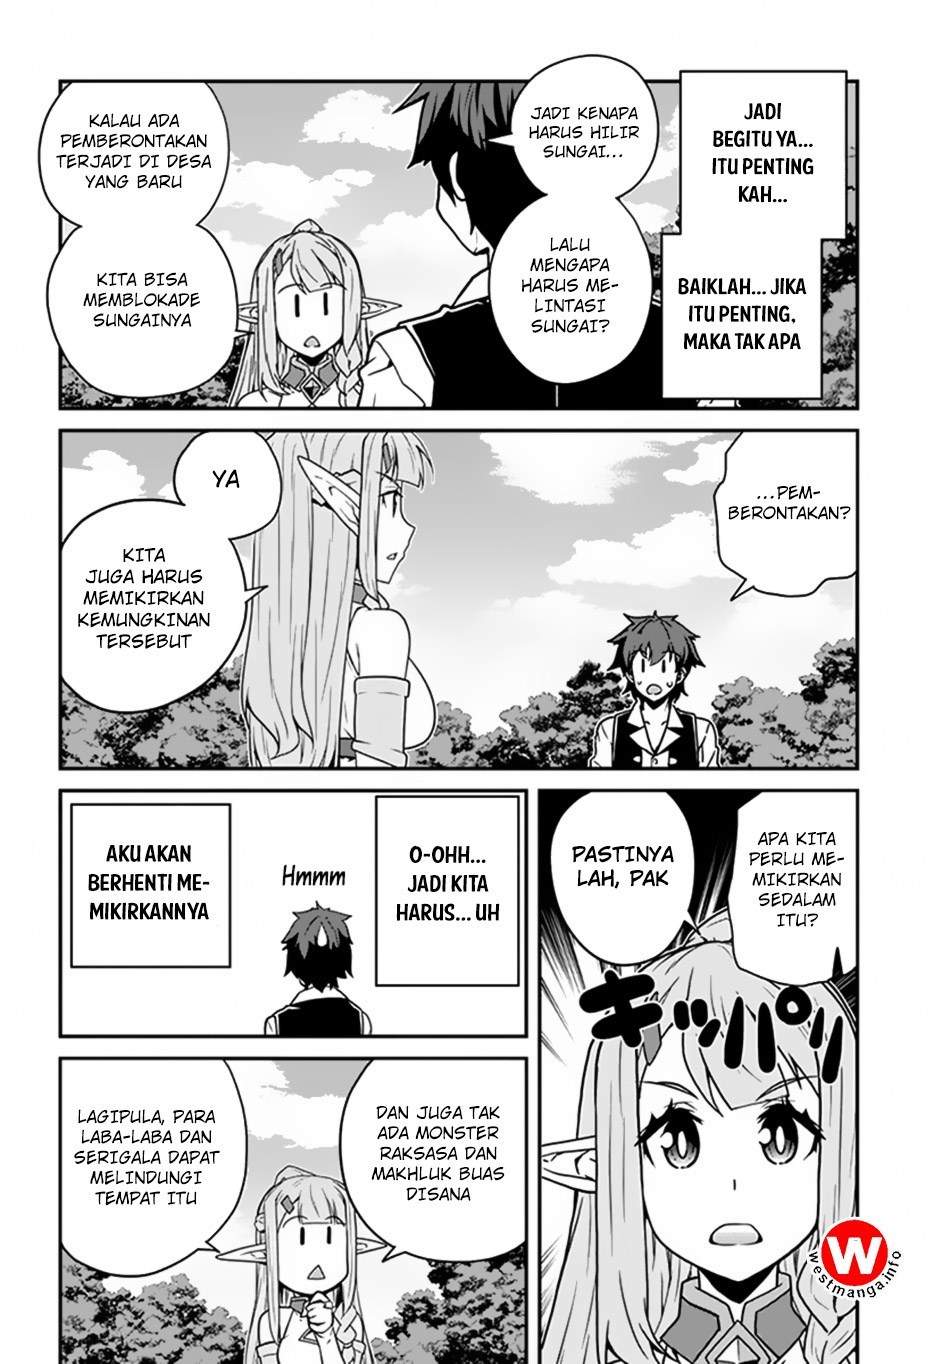 JADI
BEGITU YA...
ITU PENTING
KAH...
BAIKLAH... JIKA
ITU PENTING,
MAKA TAK APA
JADI KENAPA
HARUS HILIR
SUNGAI...
LALU
MENGAPA
HARUS ME-
LINTASI
SUNGAI?
KALAU ADA
PEMBERONTAKAN
TERJADI DI DESA
YANG BARU
KITA BISA
MEMBLOKADE
SUNGAINYA
...PEM-
BERONTAKAN?
YA
KITA
JUGA HARUS
MEMIKIRKAN
KEMUNGKINAN
TERSEBUT
APA KITA
PERLU ME-
MIKIRKAN
SEDALAM
ITU?
PASTINYA
LAH, PAK
キッパリ
O-OHH...
JADI KITA
HARUS... UH
Hmmm
AKU AKAN
BERHENTI ME-
MIKIRKANNYA
DAN JUGA TAK
ADA MONSTER
RAKSASA DAN
MAKHLUK BUAS
DISANA
LAGIPULA, PARA
LABA-LABA DAN
SERIGALA DAPAT
MELINDUNGI
TEMPAT ITU
W
westmanga.info